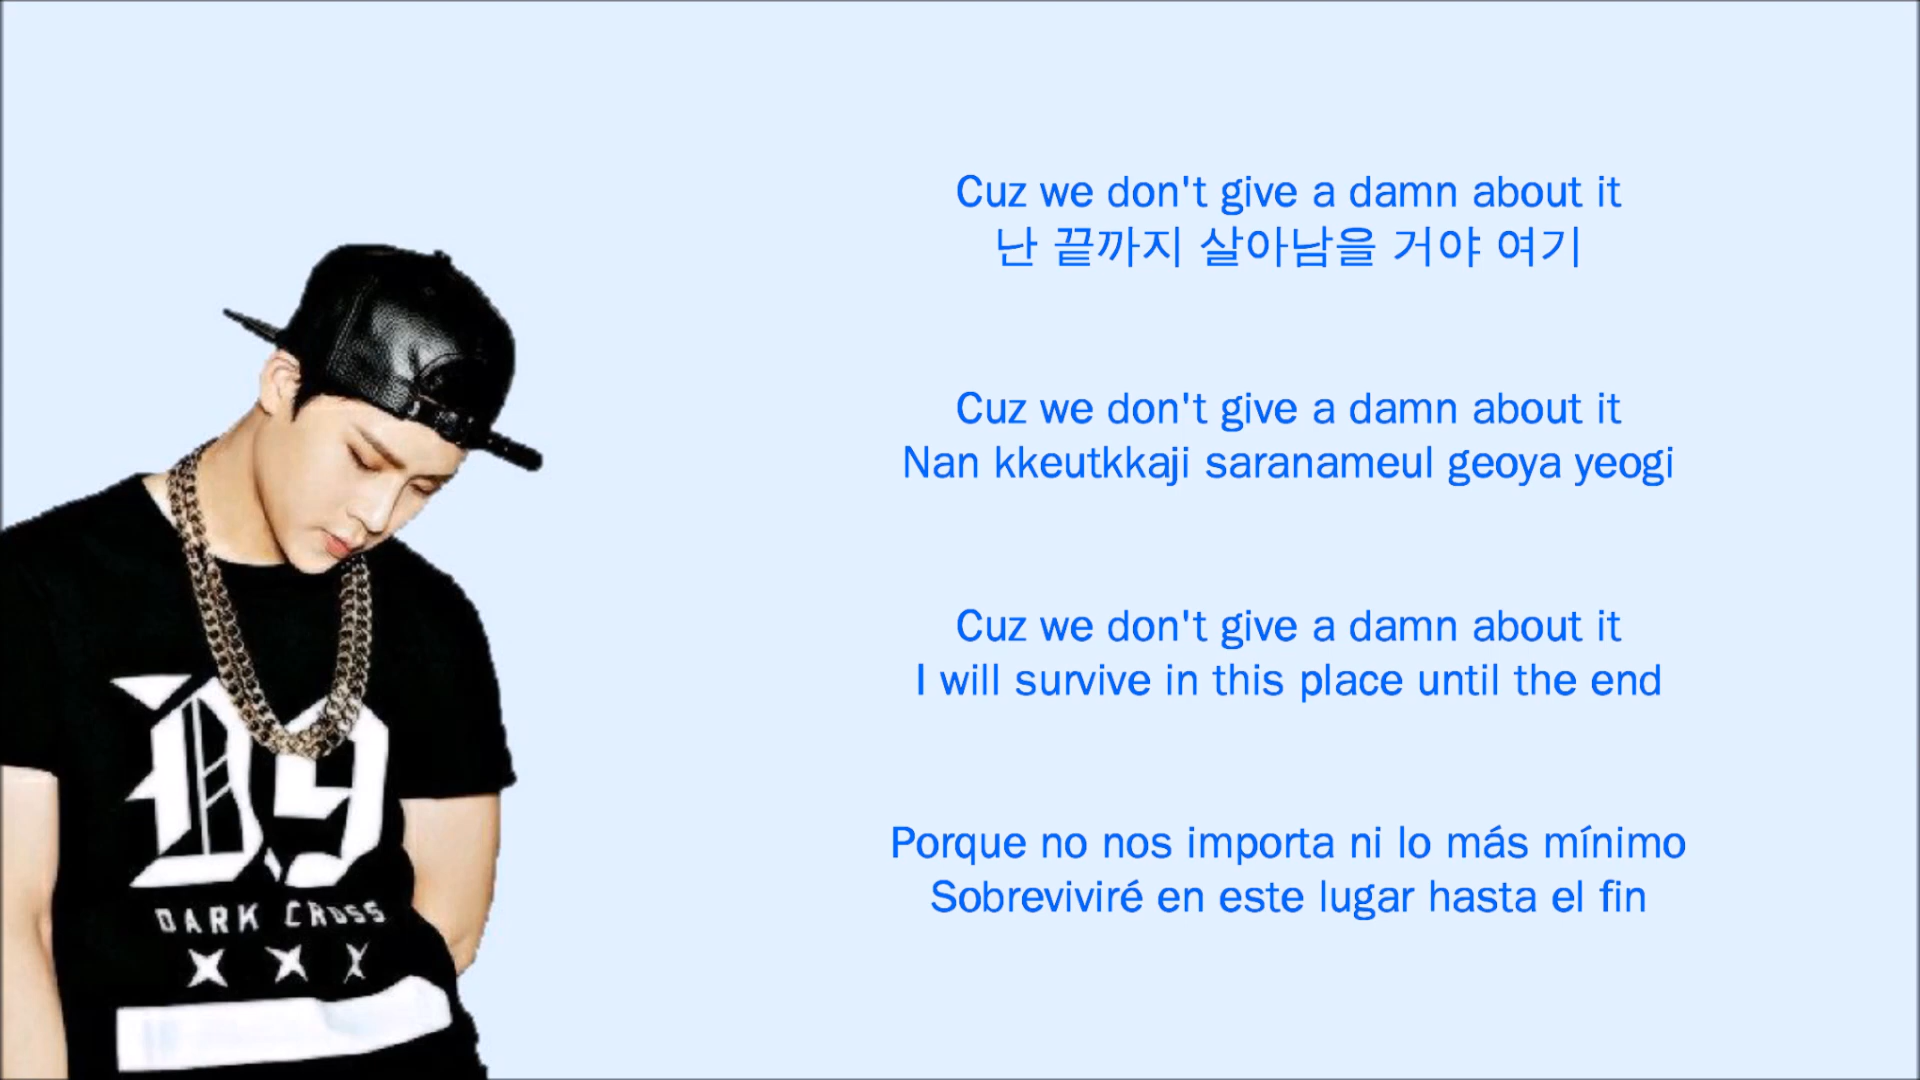 Cuz we don't give a damn about it
난 끝까지 살아남을 거야 여기
Cuz we don't give a damn about it
Nan kkeutkkaji saranameul geoya yeogi
Cuz we don't give a damn about it
I will survive in this place until the end
Porque no nos importa ni lo más mínimo
Sobreviviré en este lugar hasta el fin
D.9
DARK CROSS
XXX